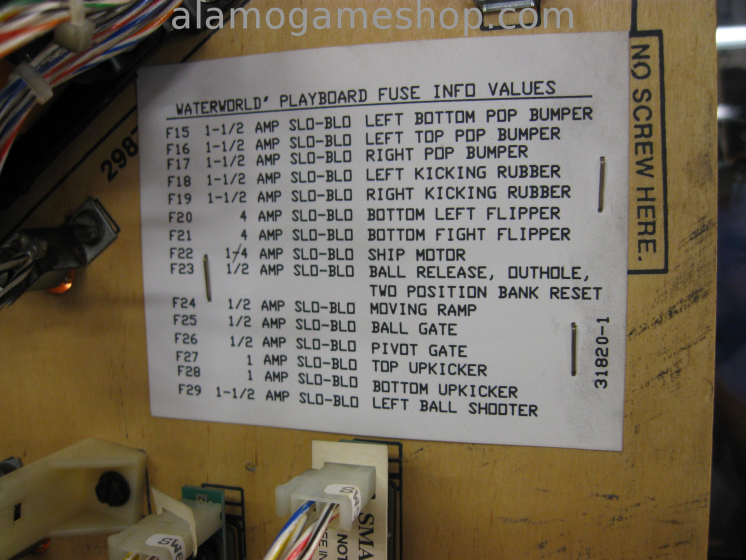 alamogameshop.com
WATERWORLD' PLAYBOARD FUSE INFO VALUES
F15 1-1/2 AMP SLO-BLO LEFT BOTTOM POP BUMPER
F16 1-1/2 AMP SLO-BLO LEFT TOP POP BUMPER
F17 1-1/2 AMP SLO-BLO RIGHT POP BUMPER
F18 1-1/2 AMP SLO-BLO LEFT KICKING RUBBER
F19 1-1/2 AMP SLO-BLO RIGHT KICKING RUBBER
F20 4 AMP SLO-BLO BOTTOM LEFT FLIPPER
F21 4 AMP SLO-BLO BOTTOM FIGHT FLIPPER
F22 1/4 AMP SLO-BLO SHIP MOTOR
F23 1/2 AMP SLO-BLO BALL RELEASE, OUTHOLE,
TWO POSITION BANK RESET
F24 1/2 AMP SLO-BLO MOVING RAMP
F25 1/2 AMP SLO-BLO BALL GATE
F26 1/2 AMP SLO-BLO PIVOT GATE
F27 1 AMP SLO-BLO TOP UPKICKER
F28 1 AMP SLO-BLO BOTTOM UPKICKER
F29 1-1/2 AMP SLO-BLO LEFT BALL SHOOTER
31820-1
NO SCREW HERE.
298
SMA
NOT